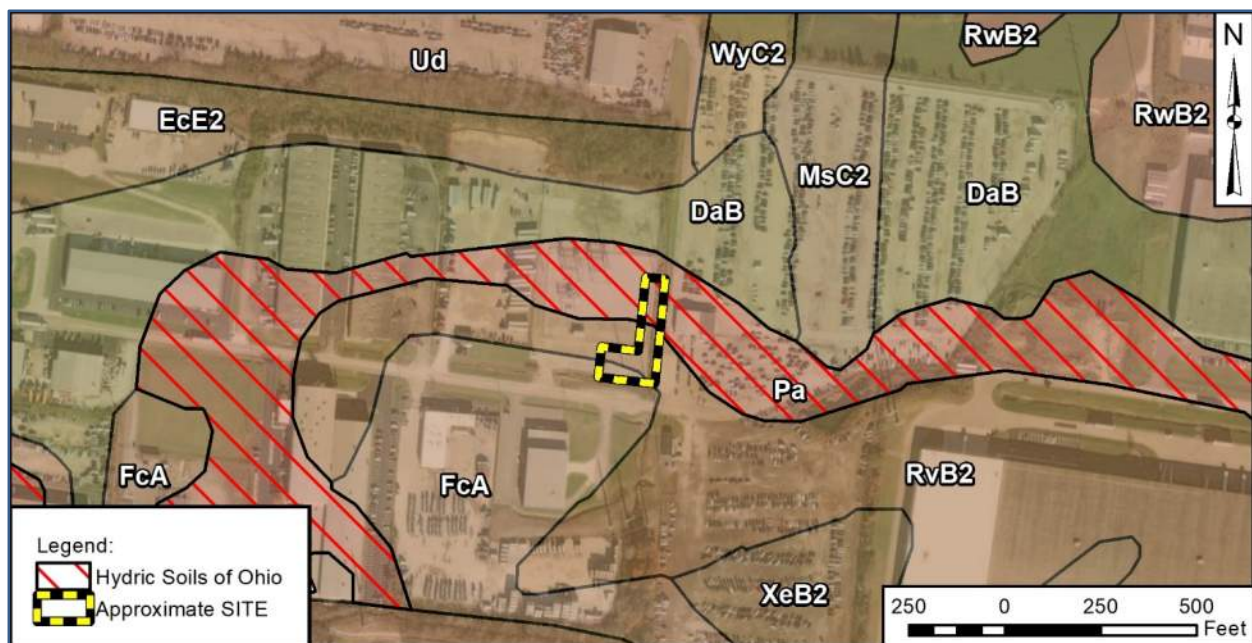 Ud
WyC2
RwB2
N
EcE2
RwB2
MsC2
DaB
DaB
Pa
FcA
FcA
RvB2
XeB2
Legend:
Hydric Soils of Ohio
Approximate SITE
250 0 250 500
Feet